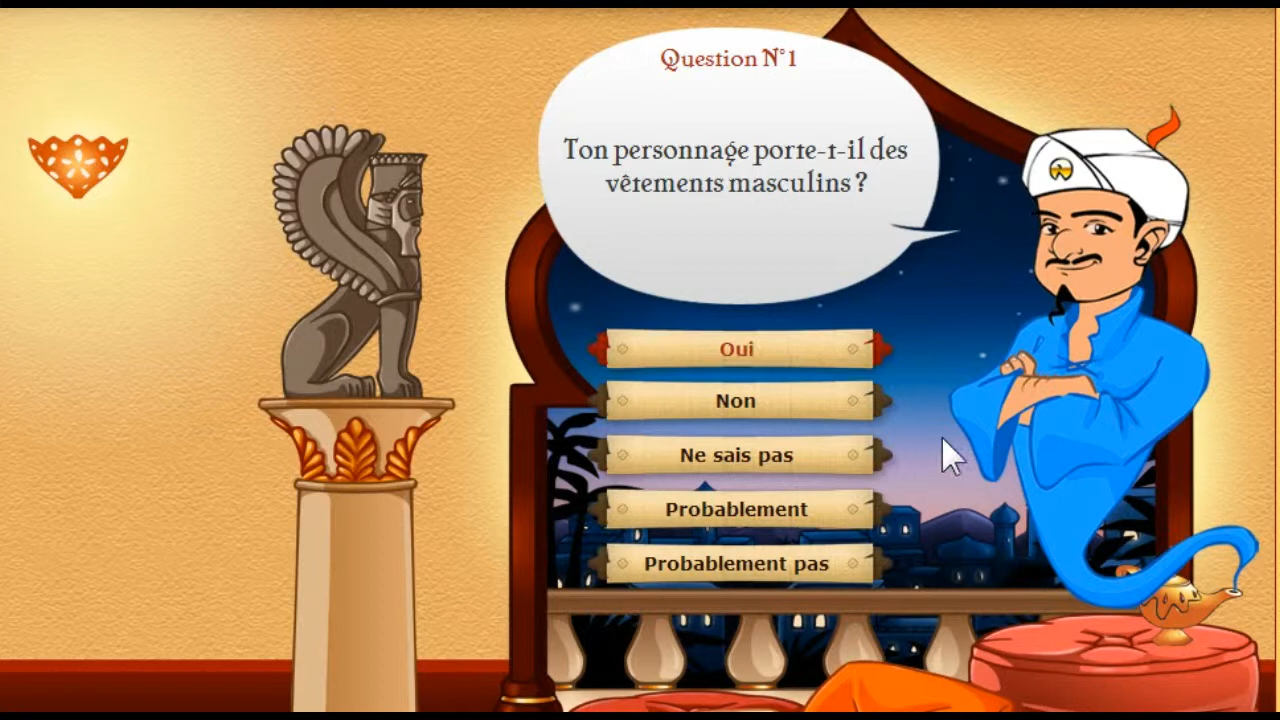 Question N°1
Ton personnage porte-t-il des
vêtements masculins ?
Oui
Non
Ne sais pas
Probablement
Probablement pas